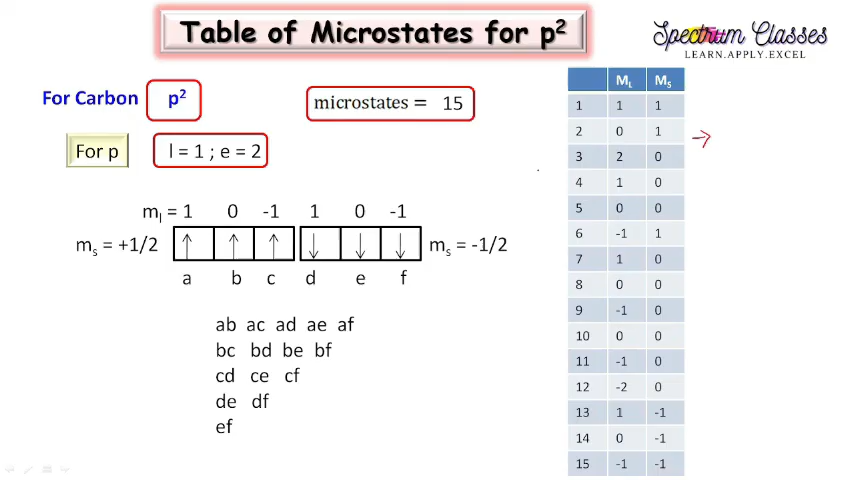 Table of Microstates for p²
Spectrum Classes
LEARN.APPLY.EXCEL
For Carbon p²
microstates = 15
For p l = 1 ; e = 2
mₗ = 1 0 -1 1 0 -1
mₛ = +1/2 ↑ ↑ ↑ ↓ ↓ ↓ mₛ = -1/2
a b c d e f
ab ac ad ae af
bc bd be bf
cd ce cf
de df
ef
M_L M_S
1 1 1
2 0 1
3 2 0
4 1 0
5 0 0
6 -1 1
7 1 0
8 0 0
9 -1 0
10 0 0
11 -1 0
12 -2 0
13 1 -1
14 0 -1
15 -1 -1